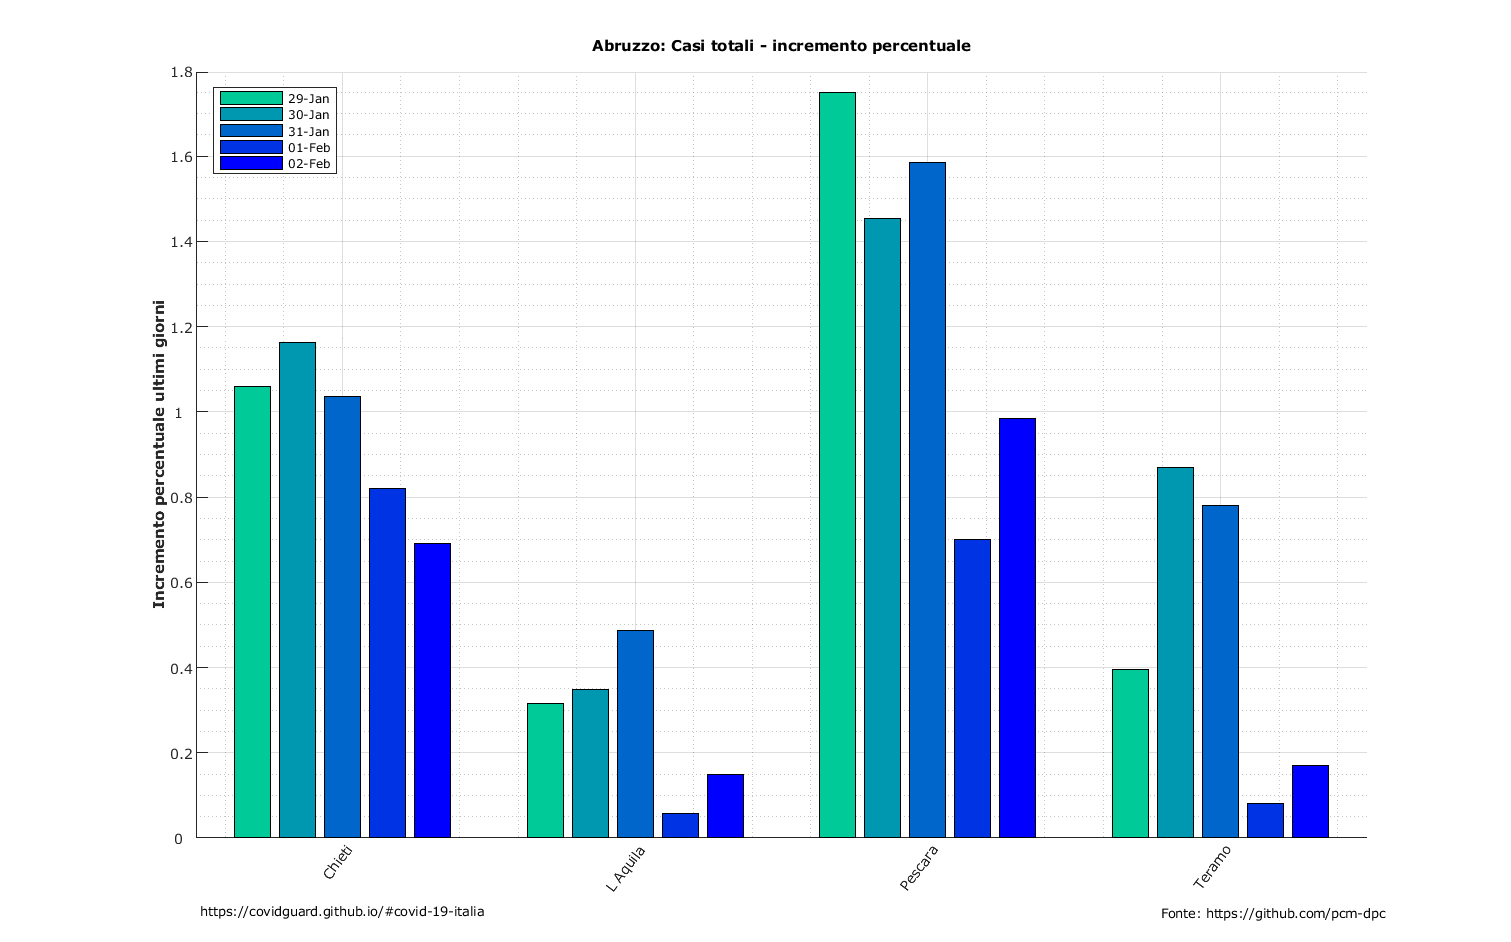 Abruzzo: Casi totali - incremento percentuale
Incremento percentuale ultimi giorni
1.8
1.6
1.4
1.2
1
0.8
0.6
0.4
0.2
0
29-Jan
30-Jan
31-Jan
01-Feb
02-Feb
Chieti
L Aquila
Pescara
Teramo
https://covidguard.github.io/#covid-19-italia
Fonte: https://github.com/pcm-dpc